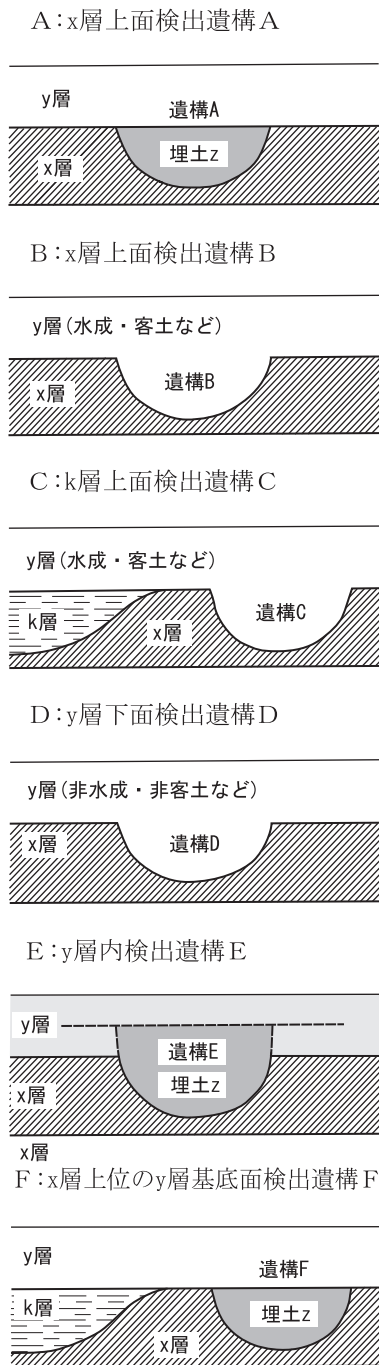 A：x層上面検出遺構A
y層
遺構A
埋土z
x層
B：x層上面検出遺構B
y層(水成・客土など)
遺構B
x層
C：k層上面検出遺構C
y層(水成・客土など)
遺構C
k層
x層
D：y層下面検出遺構D
y層(非水成・非客土など)
x層
遺構D
E：y層内検出遺構E
y層
遺構E
埋土z
x層
x層
F：x層上位のy層基底面検出遺構F
y層
遺構F
k層
埋土z
x層